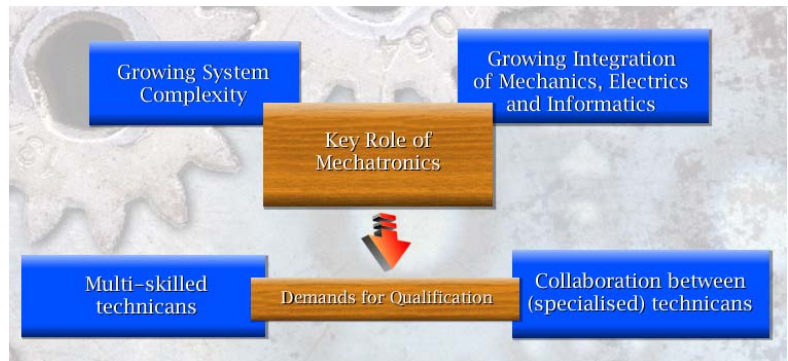 Growing System
Complexity
Growing Integration
of Mechanics, Electrics
and Informatics
Key Role of
Mechatronics
Multi-skilled
technicans
Demands for Qualification
Collaboration between
(specialised) technicans